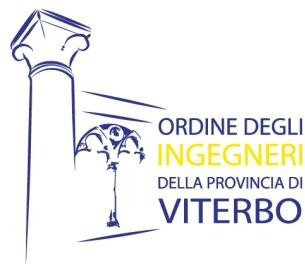 ORDINE DEGLI
INGEGNERI
DELLA PROVINCIA DI
VITERBO